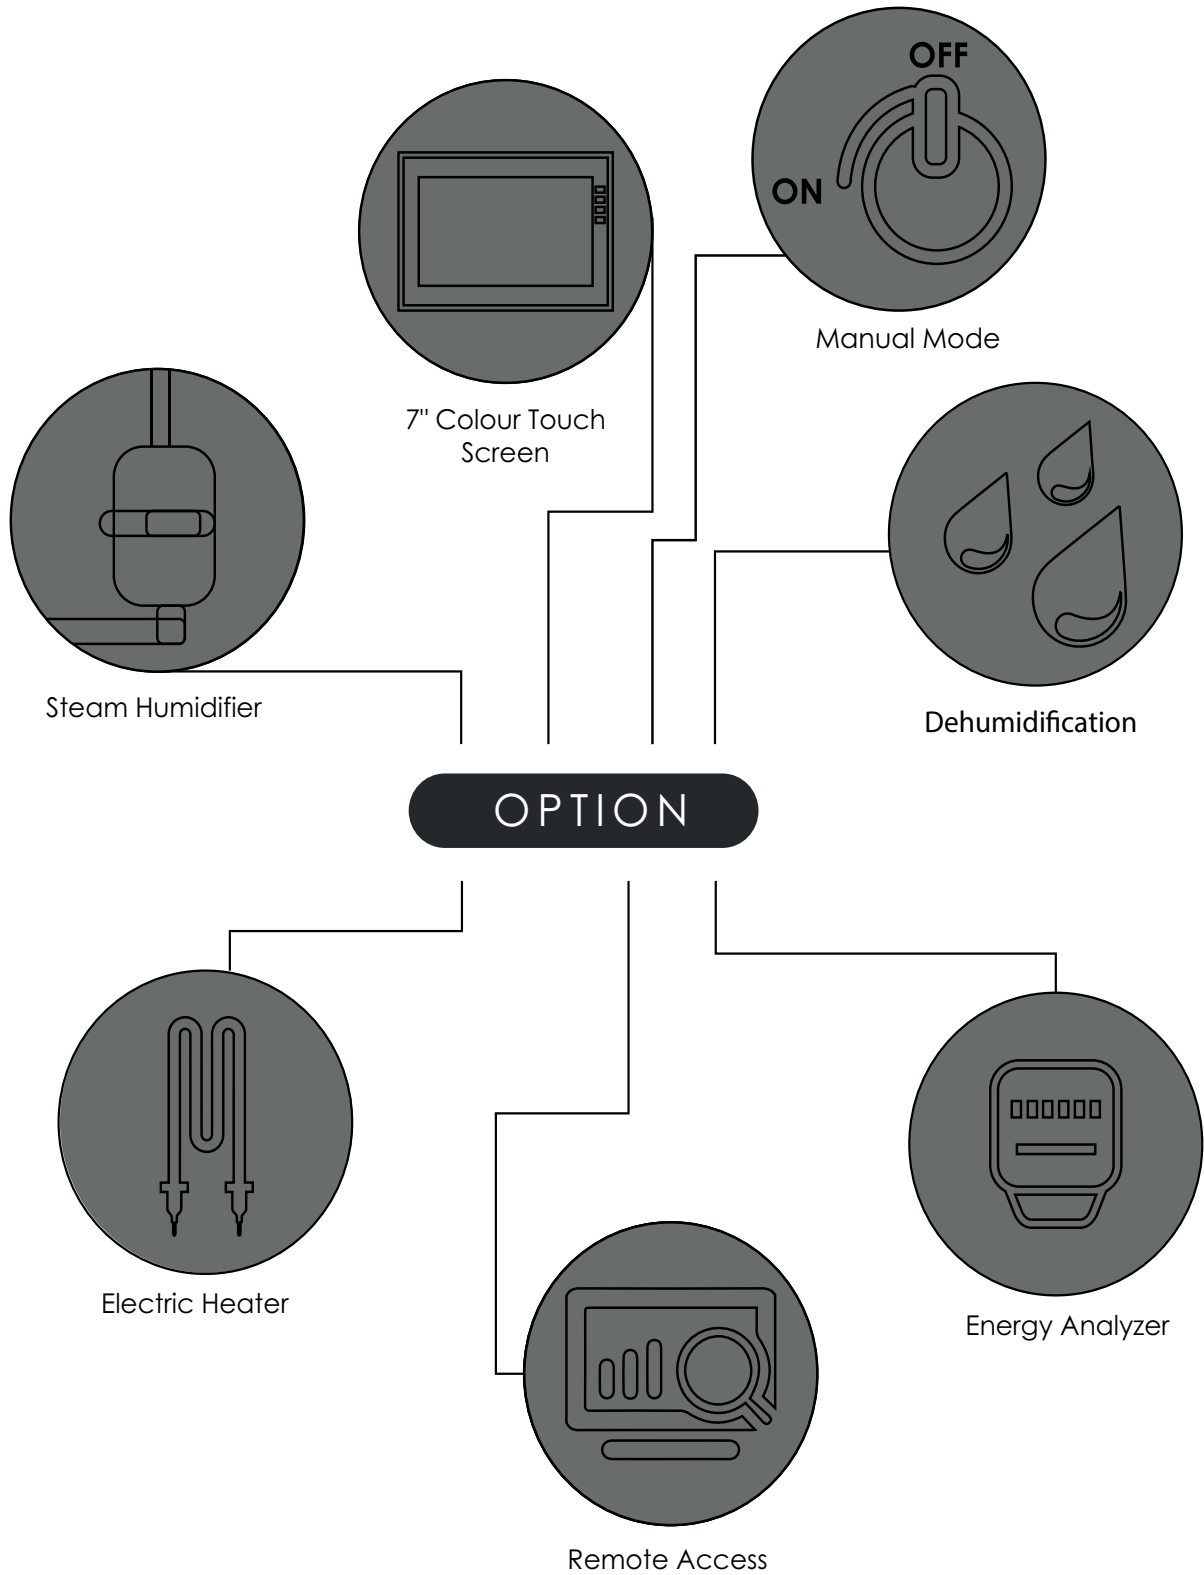 OFF
ON
Manual Mode
7" Colour Touch
Screen
Steam Humidifier
Dehumidification
OPTION
Electric Heater
Energy Analyzer
Remote Access